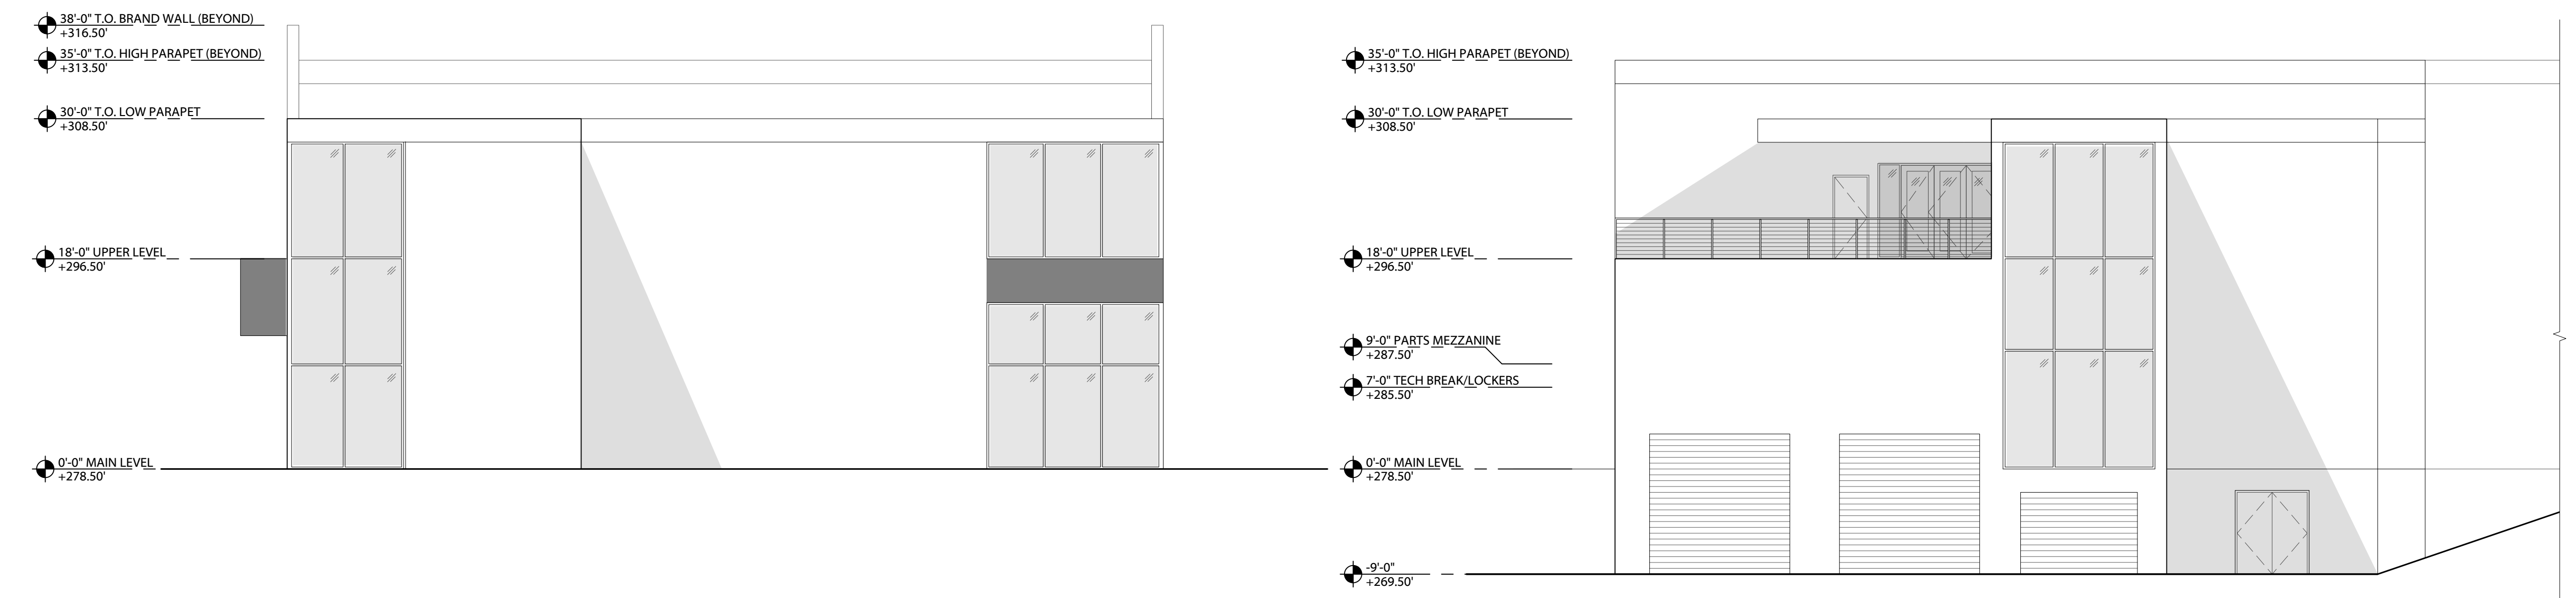 38'-0" T.O. BRAND WALL (BEYOND)
+316.50'
35'-0" T.O. HIGH PARAPET (BEYOND)
+313.50'
30'-0" T.O. LOW PARAPET
+308.50'
18'-0" UPPER LEVEL
+296.50'
0'-0" MAIN LEVEL
+278.50'
35'-0" T.O. HIGH PARAPET (BEYOND)
+313.50'
30'-0" T.O. LOW PARAPET
+308.50'
18'-0" UPPER LEVEL
+296.50'
9'-0" PARTS MEZZANINE
+287.50'
7'-0" TECH BREAK/LOCKERS
+285.50'
0'-0" MAIN LEVEL
+278.50'
-9'-0"
+269.50'